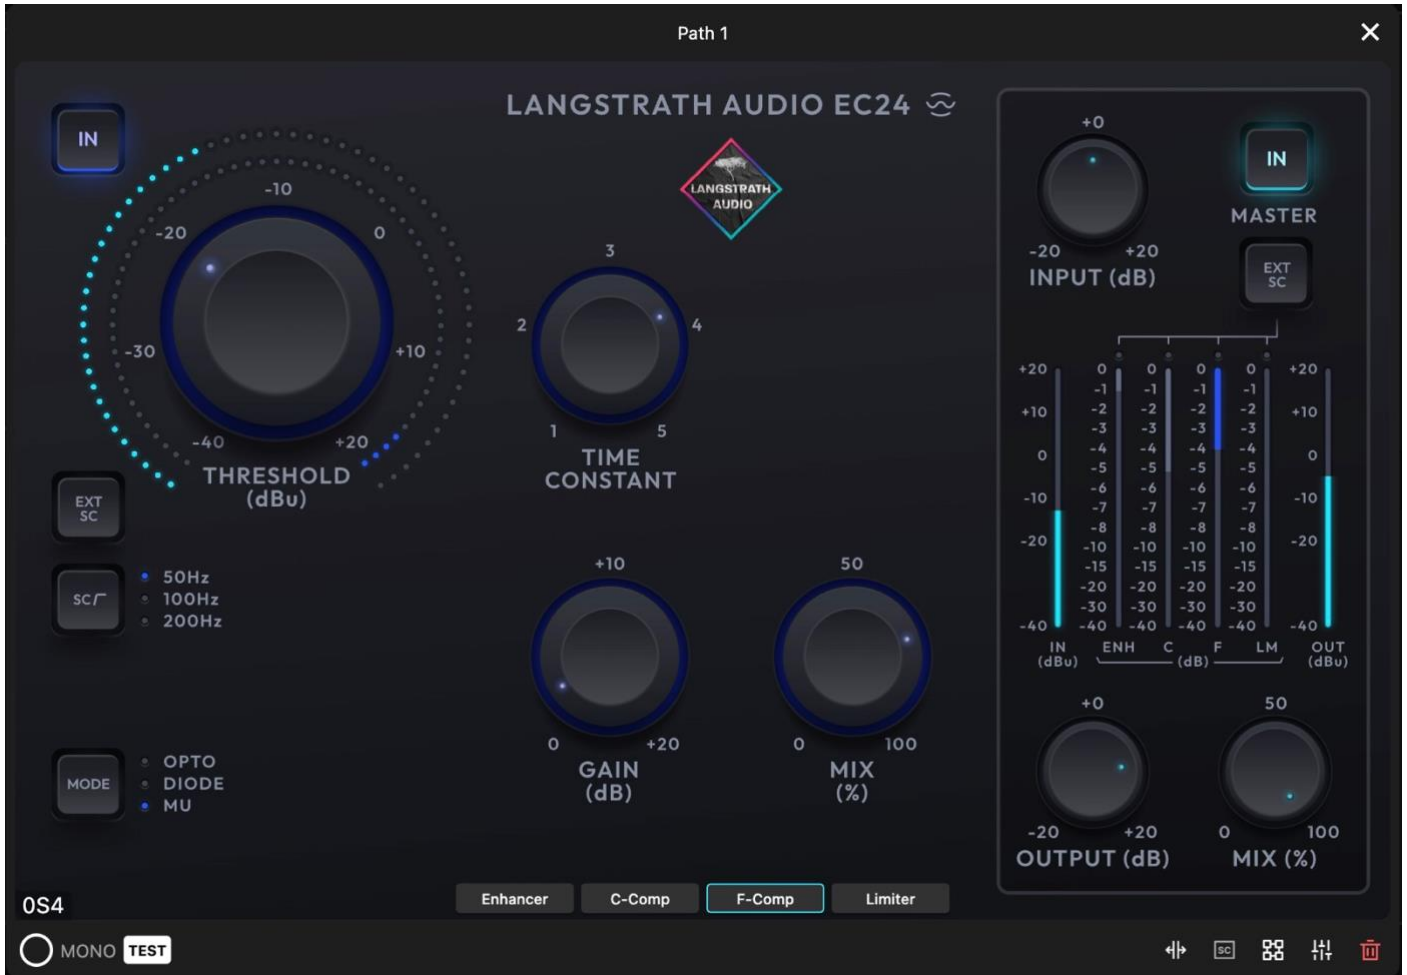 Path 1
LANGSTRATH AUDIO EC24
IN
LANGSTRATH
AUDIO
-10
-20
0
-30
+10
-40
+20
THRESHOLD
(dBu)
3
2
4
1
5
TIME
CONSTANT
EXT
SC
SC
50Hz
100Hz
200Hz
MODE
OPTO
DIODE
MU
+10
0
+20
GAIN
(dB)
50
0
100
MIX
(%)
+0
-20
+20
INPUT (dB)
IN
MASTER
EXT
SC
+20 0 0 0 0 +20
-1 -1 -1 -1
+10 -2 -2 -2 -2 +10
-3 -3 -3 -3
0 -4 -4 -4 -4 0
-5 -5 -5 -5
-10 -6 -6 -6 -6 -10
-7 -7 -7 -7
-8 -8 -8 -8
-20 -10 -10 -10 -10 -20
-15 -15 -15 -15
-20 -20 -20 -20
-30 -30 -30 -30
-40 -40 -40 -40 -40 -40
IN ENH C F LM OUT
(dBu) (dB) (dBu)
+0
-20 +20
OUTPUT (dB)
50
0 100
MIX (%)
Enhancer C-Comp F-Comp Limiter
0S4
MONO TEST
SC